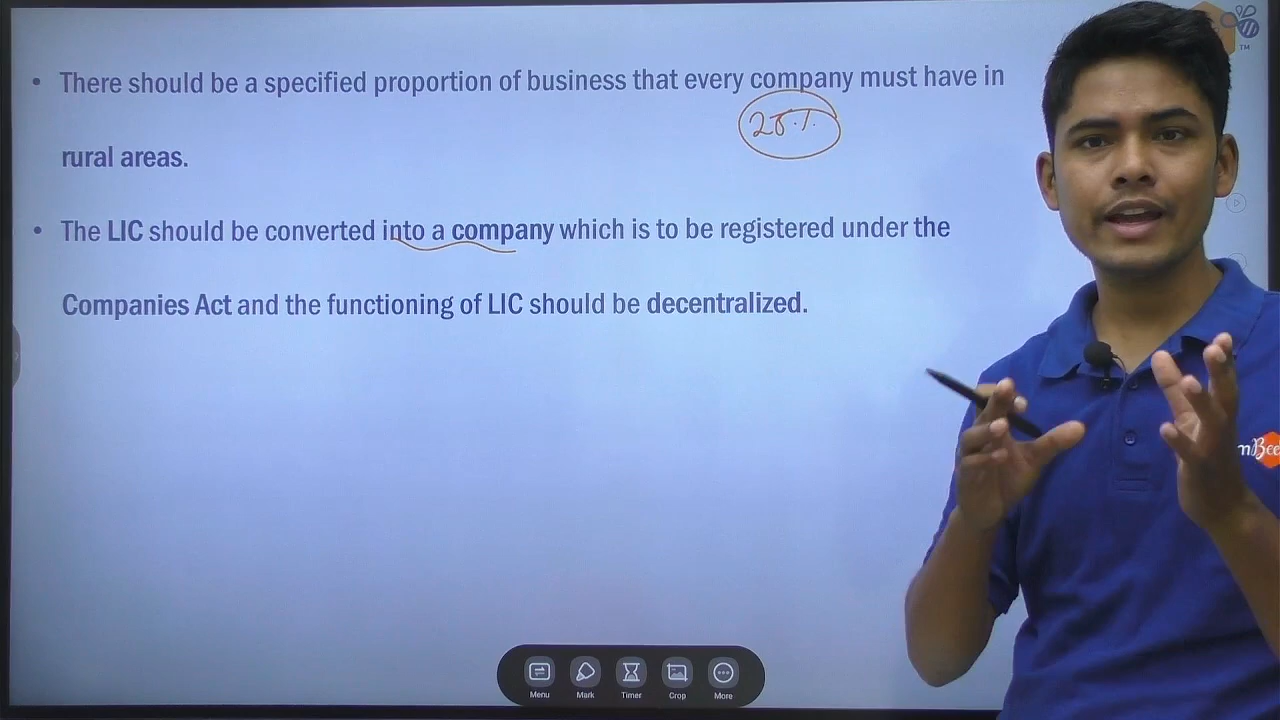 • There should be a specified proportion of business that every company must have in
25%
rural areas.
• The LIC should be converted into a company which is to be registered under the
Companies Act and the functioning of LIC should be decentralized.
TM
mBee
Menu Mark Timer Crop More